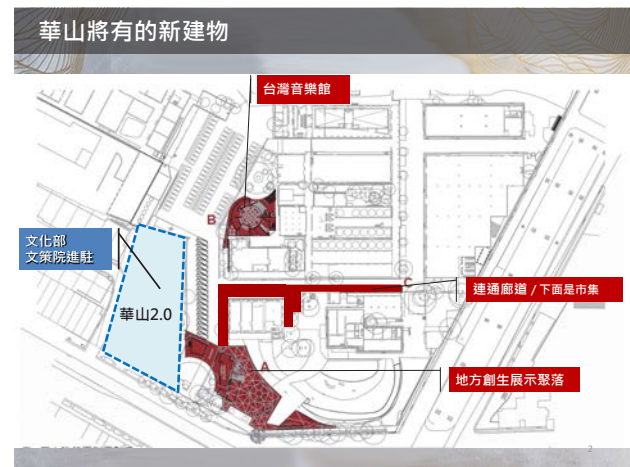 華山將有的新建物
台灣音樂館
B
文化部
文策院進駐
華山2.0
C
連通廊道 / 下面是市集
A
地方創生展示聚落
2